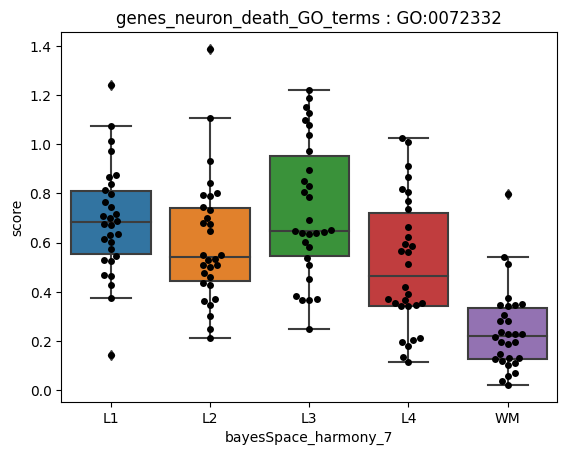 genes_neuron_death_GO_terms : GO:0072332
1.4
1.2
1.0
0.8
0.6
0.4
0.2
0.0
score
L1 L2 L3 L4 WM
bayesSpace_harmony_7